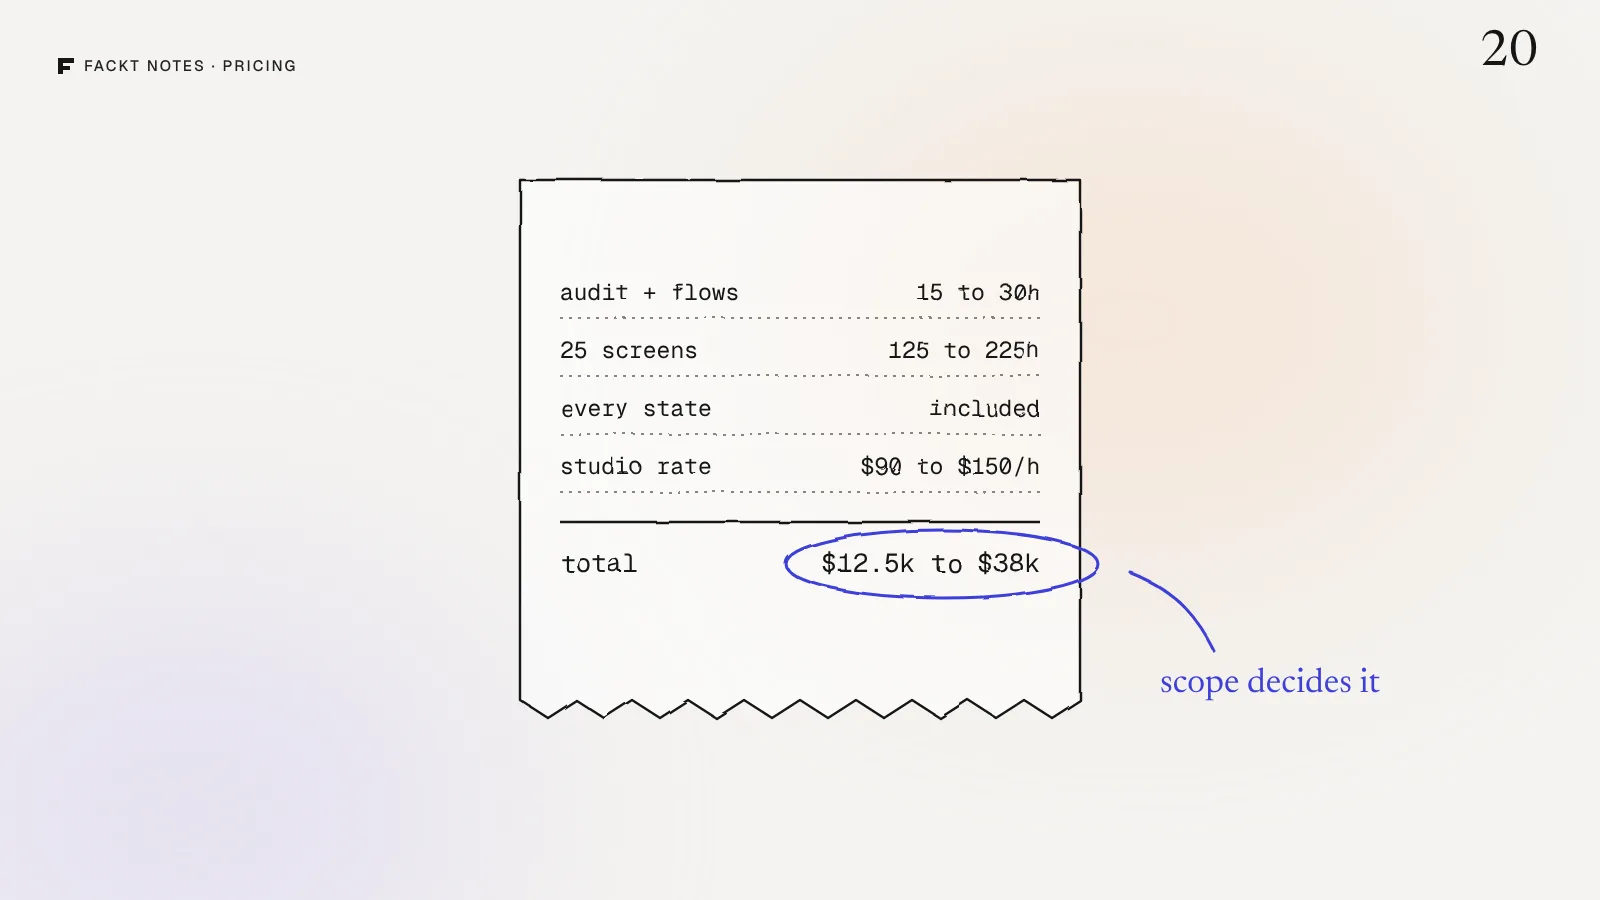 FACKT NOTES · PRICING
20
audit + flows 15 to 30h
25 screens 125 to 225h
every state included
studio rate $90 to $150/h
total $12.5k to $38k
scope decides it